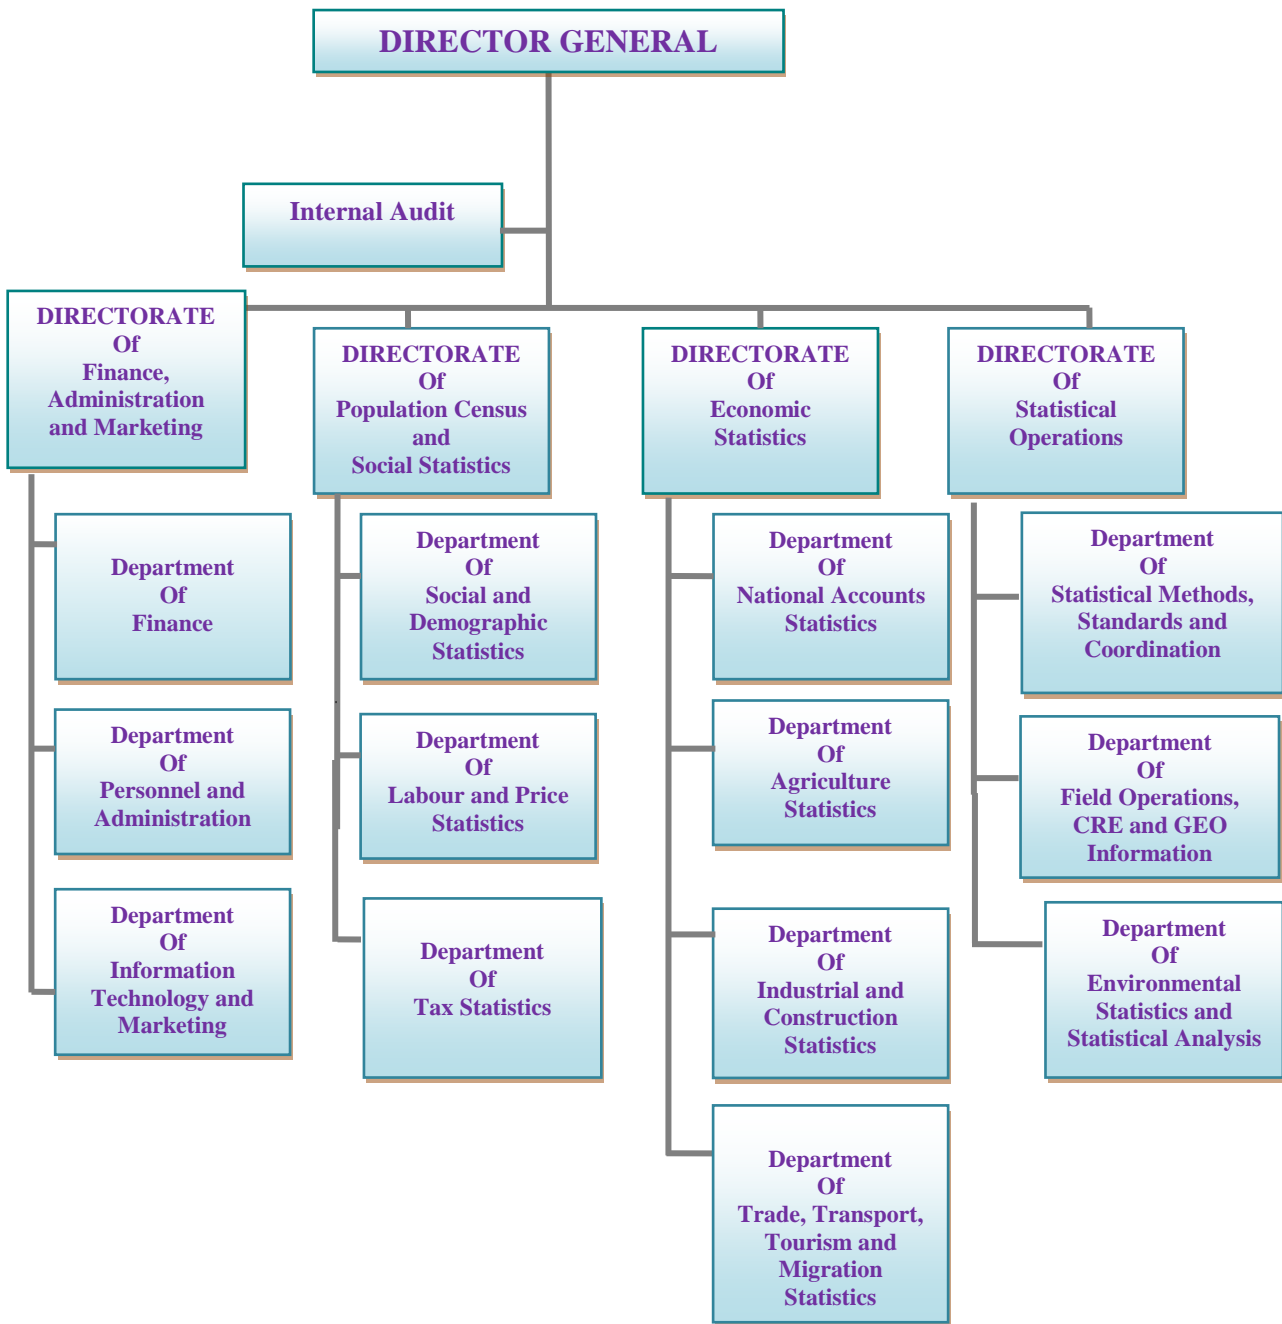 DIRECTOR GENERAL
Internal Audit
DIRECTORATE
Of
Finance,
Administration
and Marketing
DIRECTORATE
Of
Population Census
and
Social Statistics
DIRECTORATE
Of
Economic
Statistics
DIRECTORATE
Of
Statistical
Operations
Department
Of
Finance
Department
Of
Social and
Demographic
Statistics
Department
Of
National Accounts
Statistics
Department
Of
Statistical Methods,
Standards and
Coordination
Department
Of
Personnel and
Administration
Department
Of
Labour and Price
Statistics
Department
Of
Agriculture
Statistics
Department
Of
Field Operations,
CRE and GEO
Information
Department
Of
Information
Technology and
Marketing
Department
Of
Tax Statistics
Department
Of
Industrial and
Construction
Statistics
Department
Of
Environmental
Statistics and
Statistical Analysis
Department
Of
Trade, Transport,
Tourism and
Migration
Statistics